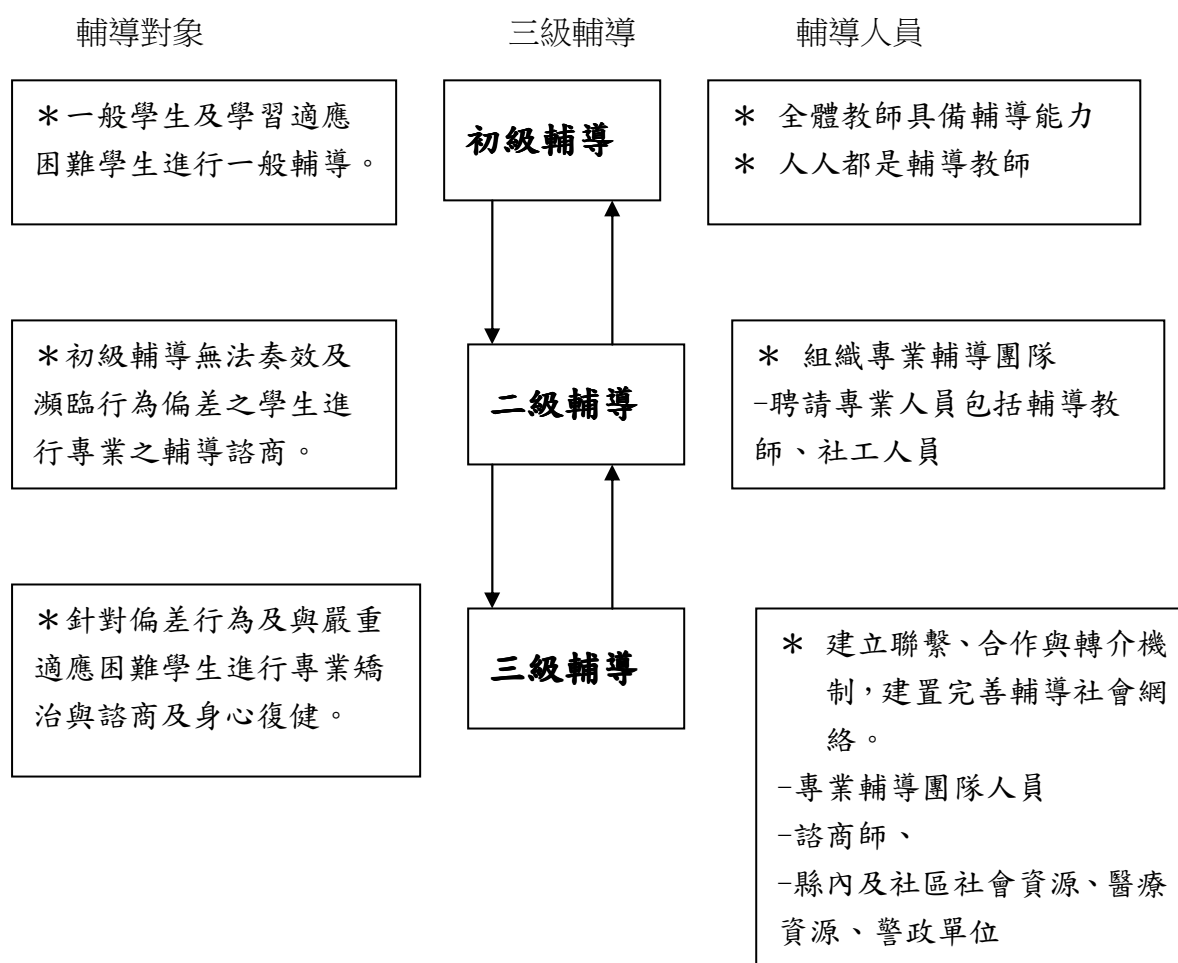 輔導對象 三級輔導 輔導人員
＊一般學生及學習適應
困難學生進行一般輔導。
初級輔導
＊ 全體教師具備輔導能力
＊ 人人都是輔導教師
＊初級輔導無法奏效及
瀕臨行為偏差之學生進
行專業之輔導諮商。
二級輔導
＊ 組織專業輔導團隊
-聘請專業人員包括輔導教
師、社工人員
＊針對偏差行為及與嚴重
適應困難學生進行專業矯
治與諮商及身心復健。
三級輔導
＊ 建立聯繫、合作與轉介機
制，建置完善輔導社會網
絡。
-專業輔導團隊人員
-諮商師、
-縣內及社區社會資源、醫療
資源、警政單位